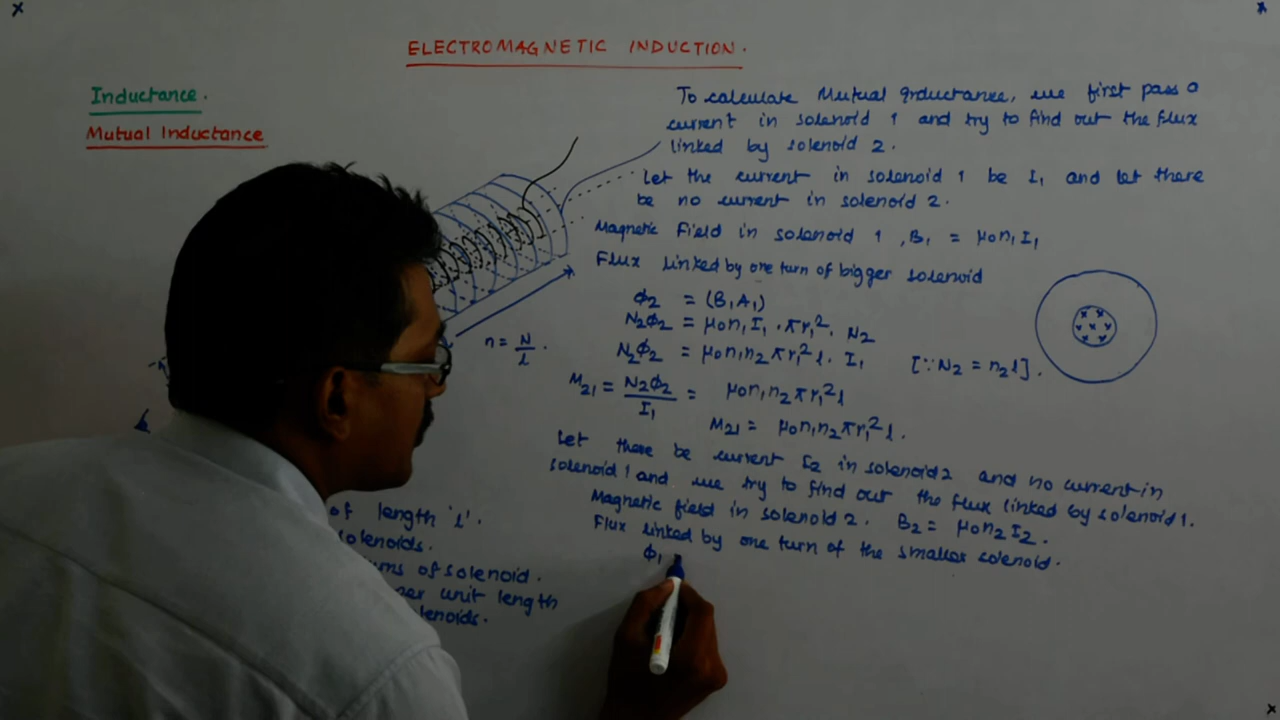 ELECTROMAGNETIC INDUCTION.
Inductance.
Mutual Inductance
To calculate Mutual Inductance, we first pass a
current in solenoid 1 and try to find out the flux
linked by solenoid 2.
Let the current in solenoid 1 be I₁ and let there
be no current in solenoid 2.
Magnetic Field in solenoid 1, B₁ = μ₀n₁I₁
Flux linked by one turn of bigger solenoid
ϕ₂ = (B₁A₁)
N₂ϕ₂ = μ₀n₁I₁.πr₁². N₂
N₂ϕ₂ = μ₀n₁n₂πr₁²l. I₁ [∵N₂ = n₂l].
M₂₁ = N₂ϕ₂/I₁ = μ₀n₁n₂πr₁²l
M₂₁ = μ₀n₁n₂πr₁²l.
Let there be current I₂ in solenoid 2 and no current in
solenoid 1 and we try to find out the flux linked by solenoid 1.
Magnetic field in solenoid 2. B₂ = μ₀n₂I₂.
Flux linked by one turn of the smaller solenoid.
ϕ₁
n = N/l.
of length 'l'.
solenoids.
of solenoid.
unit length